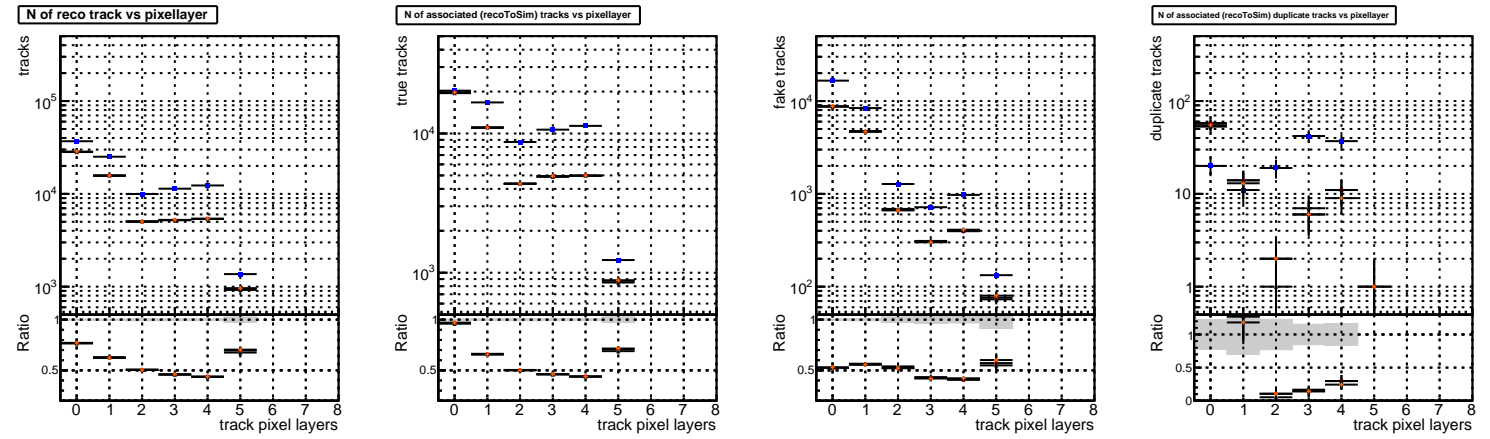 N of reco track vs pixellayer
tracks
10^5
10^4
10^3
Ratio
1
0.5
0 1 2 3 4 5 6 7 8
track pixel layers
N of associated (recoToSim) tracks vs pixellayer
true tracks
10^4
10^3
Ratio
1
0.5
0 1 2 3 4 5 6 7 8
track pixel layers
fake tracks
10^4
10^3
10^2
Ratio
1
0.5
0 1 2 3 4 5 6 7 8
track pixel layers
N of associated (recoToSim) duplicate tracks vs pixellayer
duplicate tracks
10^2
10
1
Ratio
1
0.5
0
0 1 2 3 4 5 6 7 8
track pixel layers